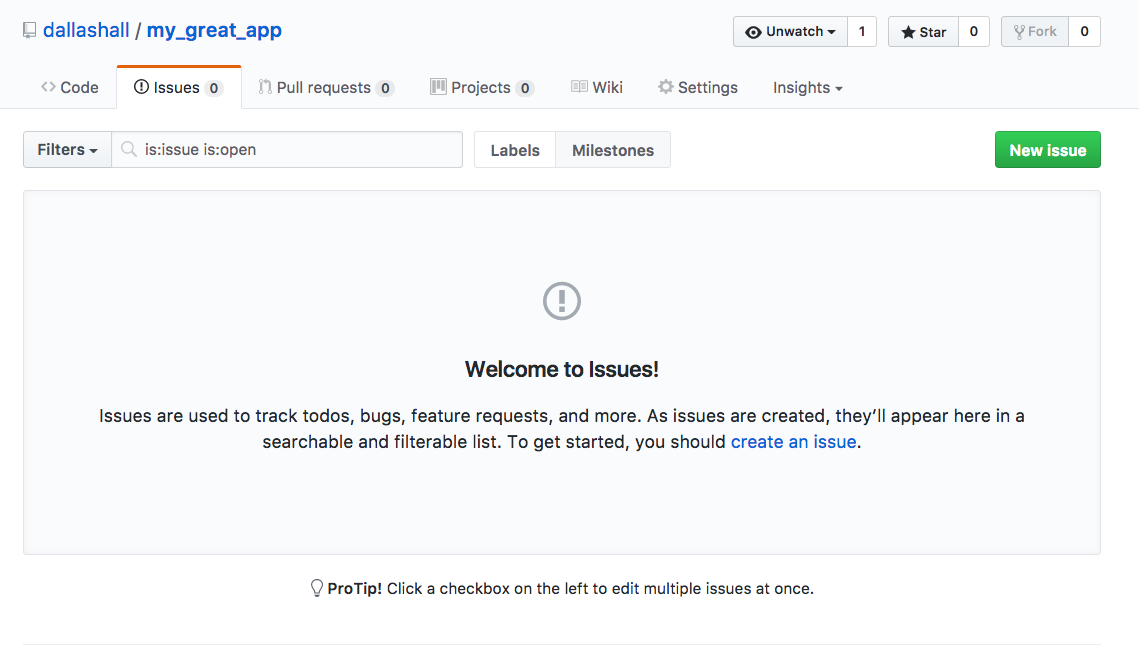 dallashall / my_great_app Unwatch 1 Star 0 Fork 0
Code Issues 0 Pull requests 0 Projects 0 Wiki Settings Insights
Filters is:issue is:open Labels Milestones New issue
Welcome to Issues!
Issues are used to track todos, bugs, feature requests, and more. As issues are created, they’ll appear here in a
searchable and filterable list. To get started, you should create an issue.
ProTip! Click a checkbox on the left to edit multiple issues at once.